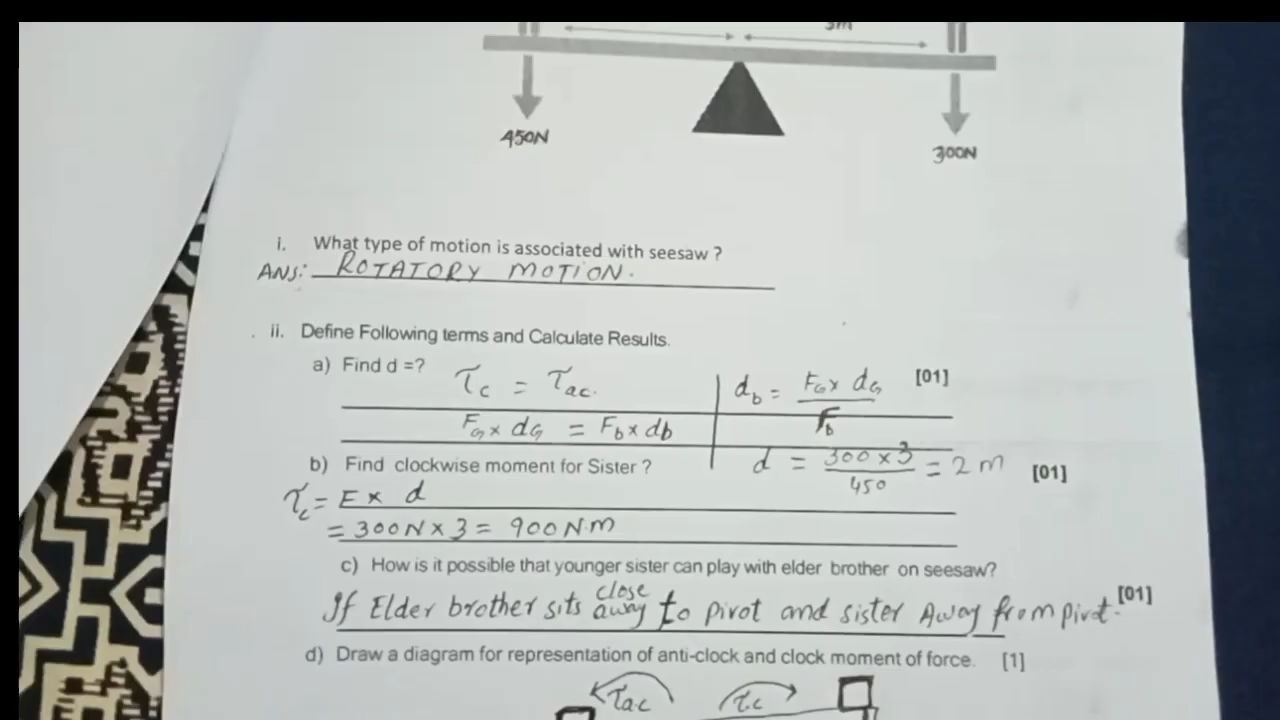 3m
450N
300N
i. What type of motion is associated with seesaw ?
ANS: ROTATORY MOTION.
ii. Define Following terms and Calculate Results.
a) Find d =? [01]
τc = τac.
FG x dG = Fb x db
db = FG x dG / Fb
d = 300 x 3 / 450 = 2 m
b) Find clockwise moment for Sister ? [01]
τc = F x d
= 300N x 3 = 900 N.m
c) How is it possible that younger sister can play with elder brother on seesaw? [01]
If Elder brother sits close to pivot and sister Away from pivot.
d) Draw a diagram for representation of anti-clock and clock moment of force. [1]
τac τc